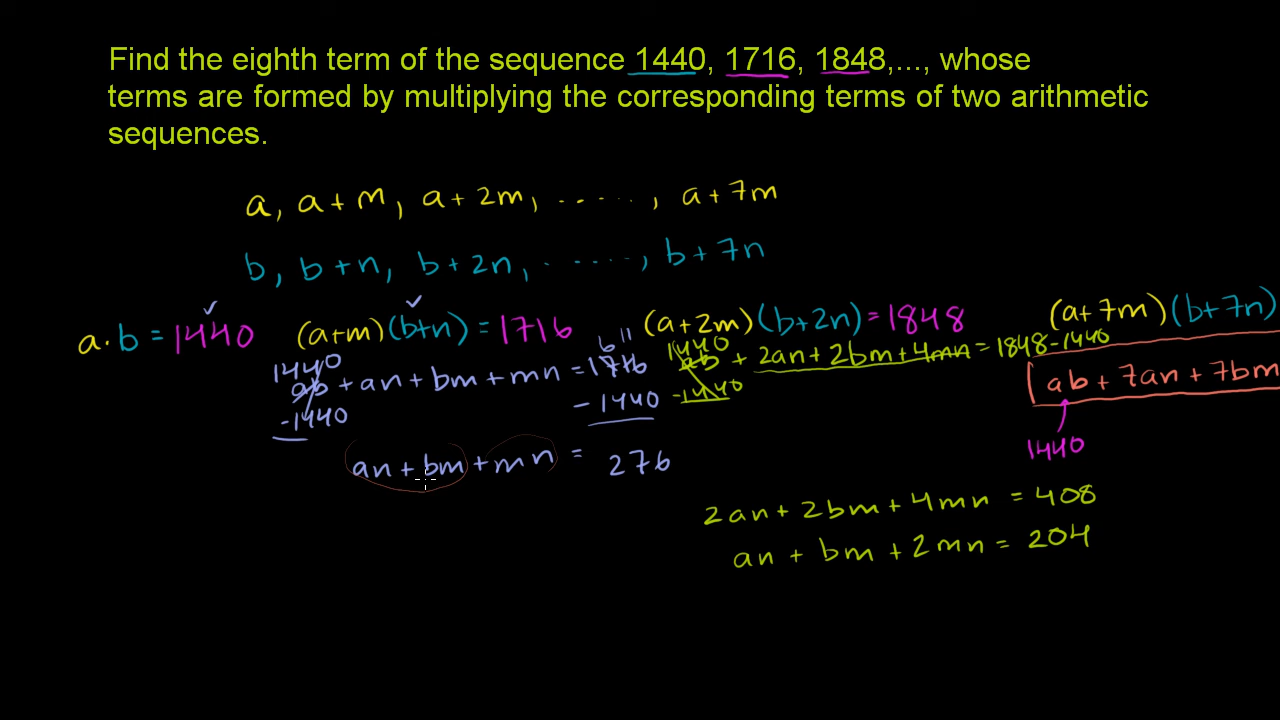 Find the eighth term of the sequence 1440, 1716, 1848,..., whose
terms are formed by multiplying the corresponding terms of two arithmetic
sequences.
a, a + m, a + 2m, ......, a + 7m
b, b + n, b + 2n, ......, b + 7n
a · b = 1440 (a+m)(b+n) = 1716 (a+2m)(b+2n) = 1848 (a+7m)(b+7n)
1440 6 11 1440
ab + an + bm + mn = 1716 ab + 2an + 2bm + 4mn = 1848 - 1440
-1440 - 1440 -1440 ab + 7an + 7bm
1440
an + bm + mn = 276
2an + 2bm + 4mn = 408
an + bm + 2mn = 204